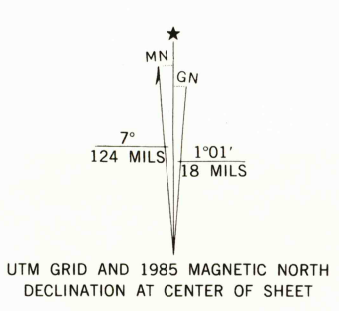 ★
MN
GN
7°
124 MILS
1°01′
18 MILS
UTM GRID AND 1985 MAGNETIC NORTH
DECLINATION AT CENTER OF SHEET